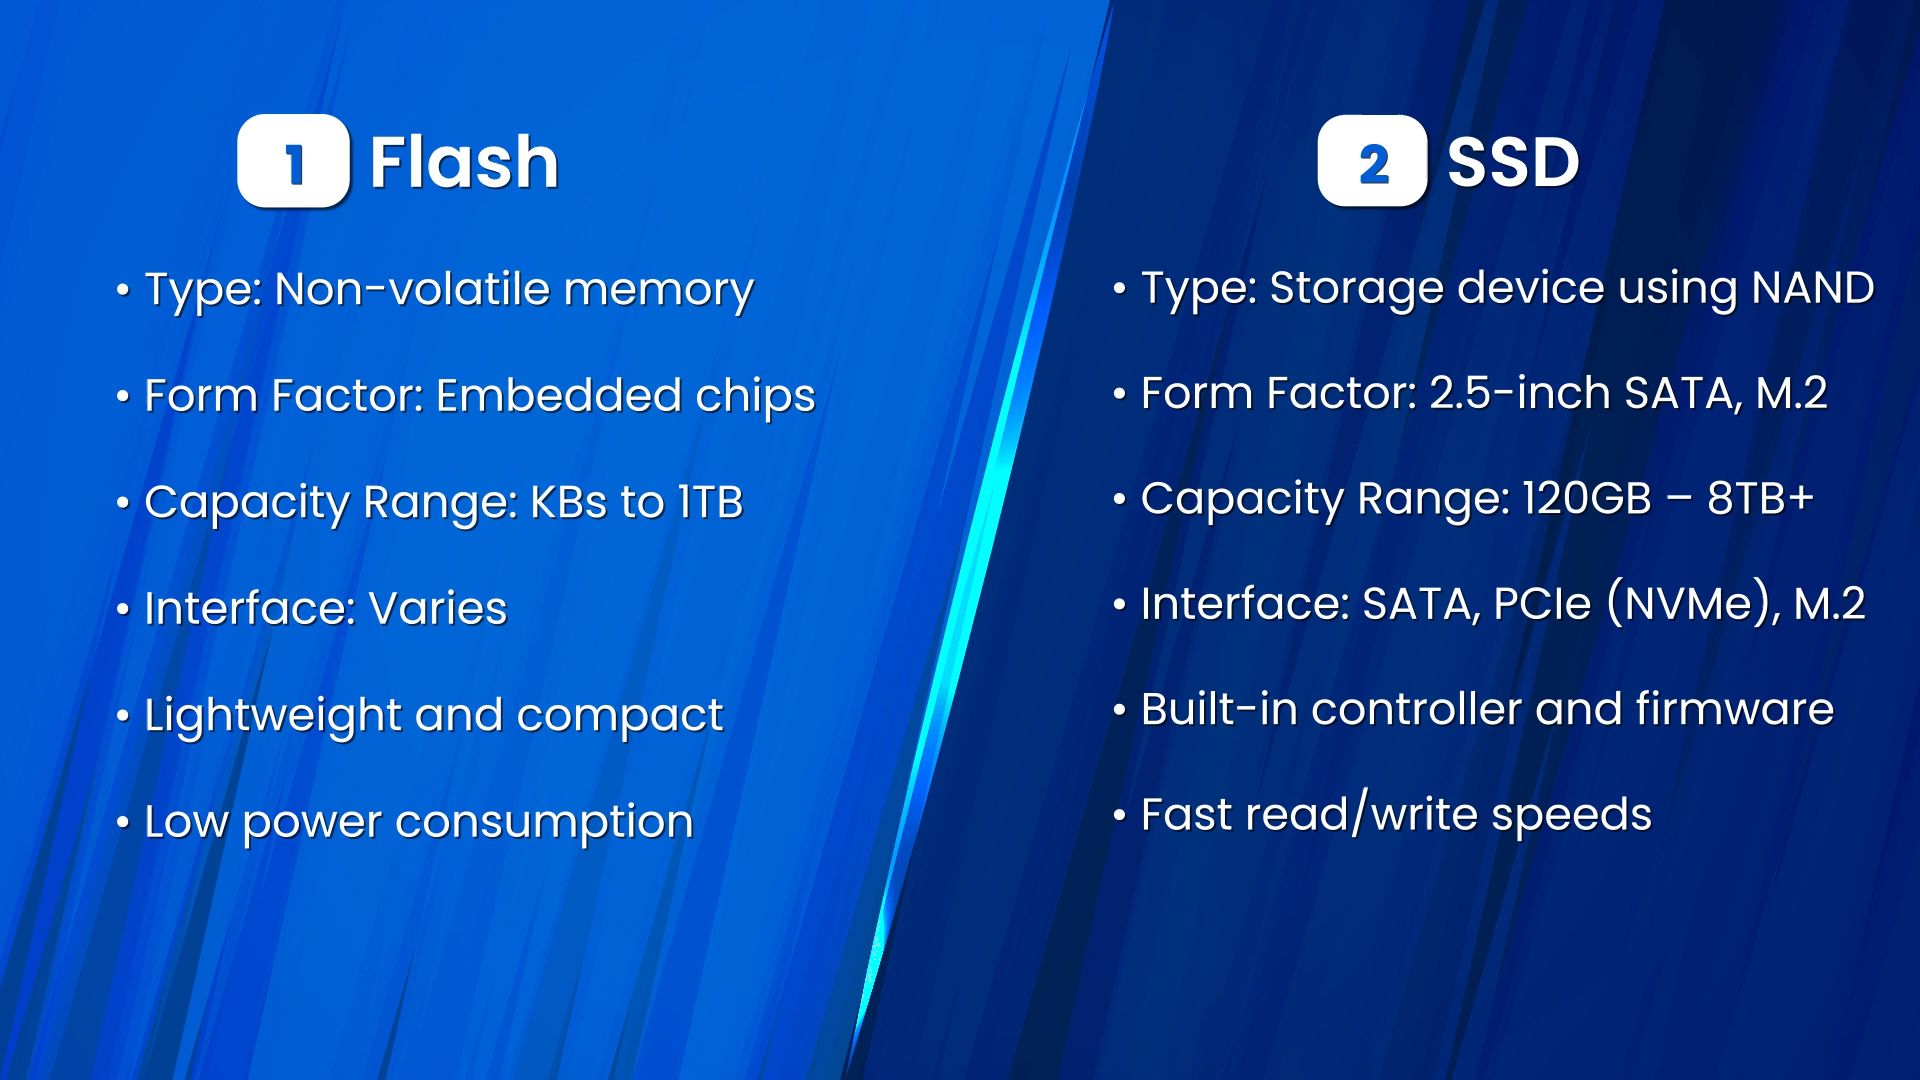 1 Flash
• Type: Non-volatile memory
• Form Factor: Embedded chips
• Capacity Range: KBs to 1TB
• Interface: Varies
• Lightweight and compact
• Low power consumption
2 SSD
• Type: Storage device using NAND
• Form Factor: 2.5-inch SATA, M.2
• Capacity Range: 120GB – 8TB+
• Interface: SATA, PCIe (NVMe), M.2
• Built-in controller and firmware
• Fast read/write speeds